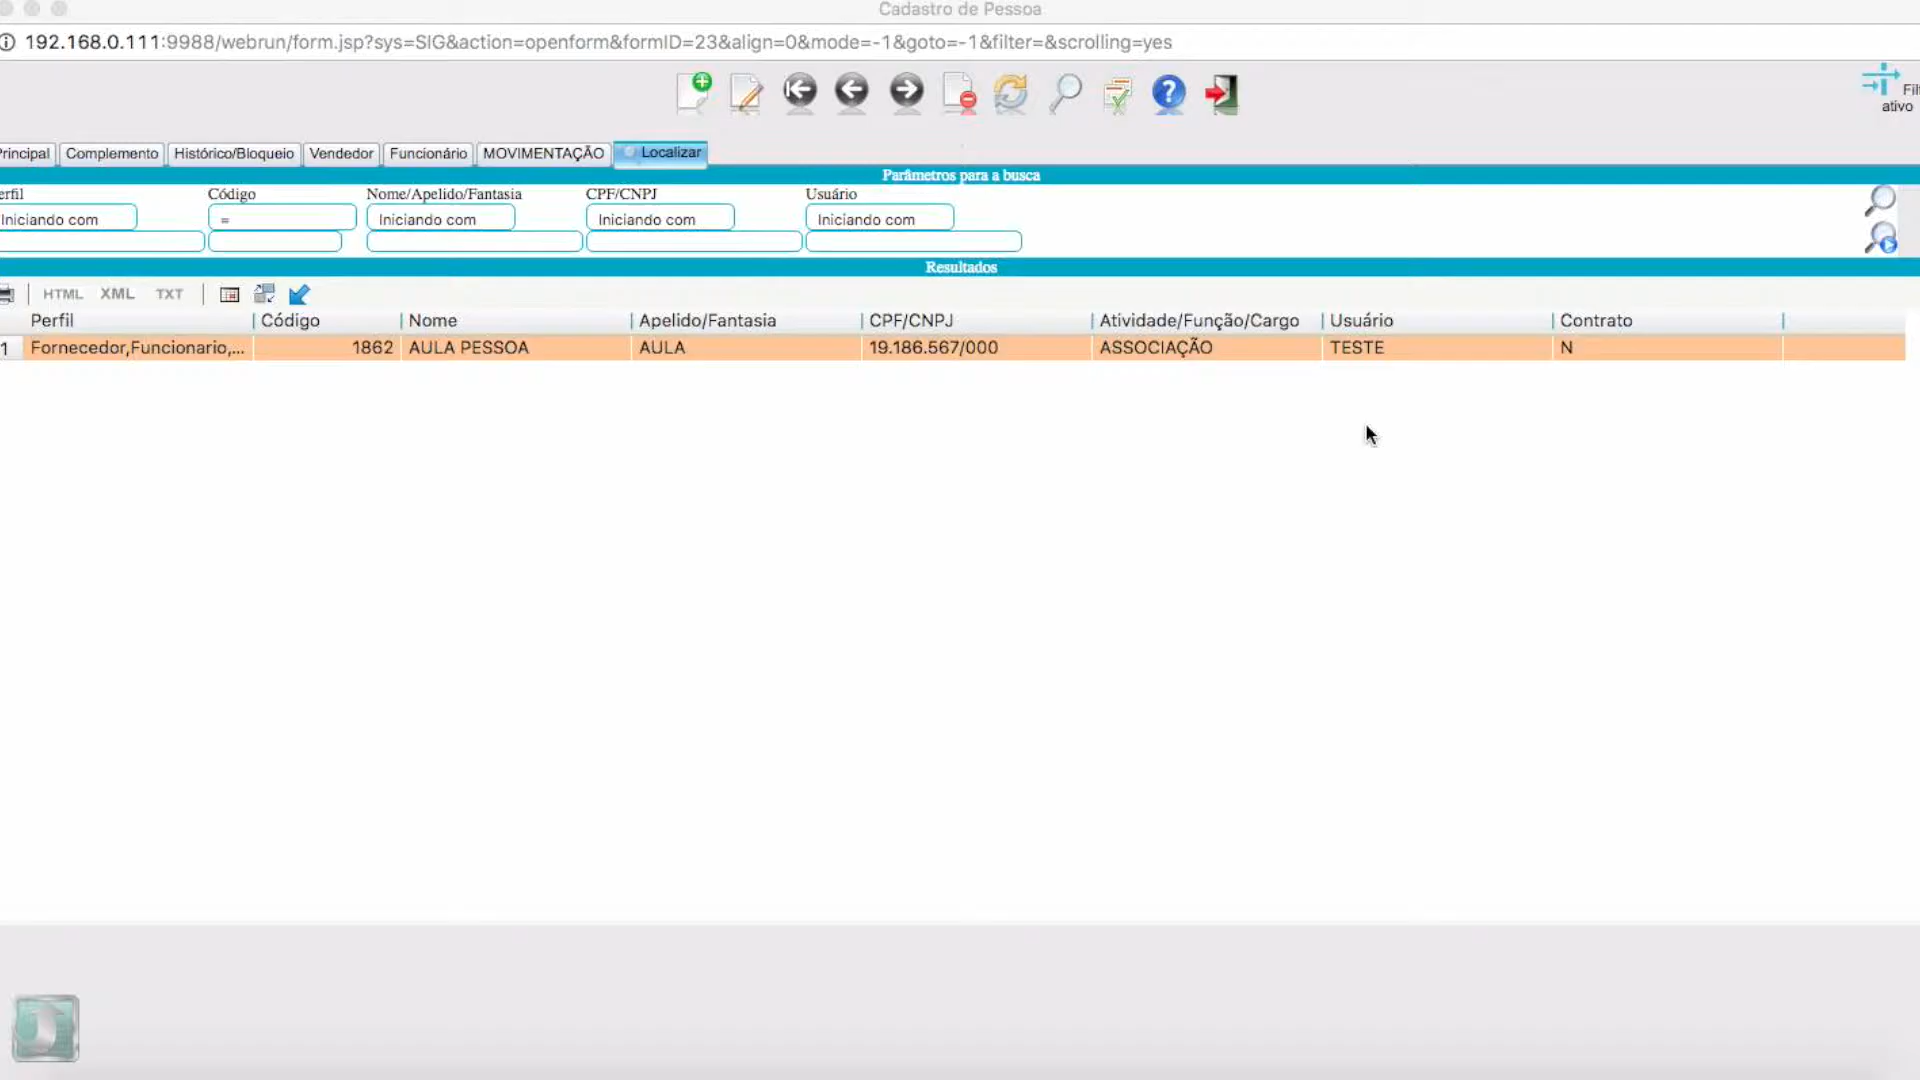 Cadastro de Pessoa
192.168.0.111:9988/webrun/form.jsp?sys=SIG&action=openform&formID=23&align=0&mode=-1&goto=-1&filter=&scrolling=yes
ativo
Complemento Histórico/Bloqueio Vendedor Funcionário MOVIMENTAÇÃO Localizar
Parâmetros para a busca
Código Nome/Apelido/Fantasia CPF/CNPJ Usuário
Iniciando com = Iniciando com Iniciando com Iniciando com
Resultados
HTML XML TXT
Perfil Código Nome Apelido/Fantasia CPF/CNPJ Atividade/Função/Cargo Usuário Contrato
1 Fornecedor,Funcionario,... 1862 AULA PESSOA AULA 19.186.567/000 ASSOCIAÇÃO TESTE N